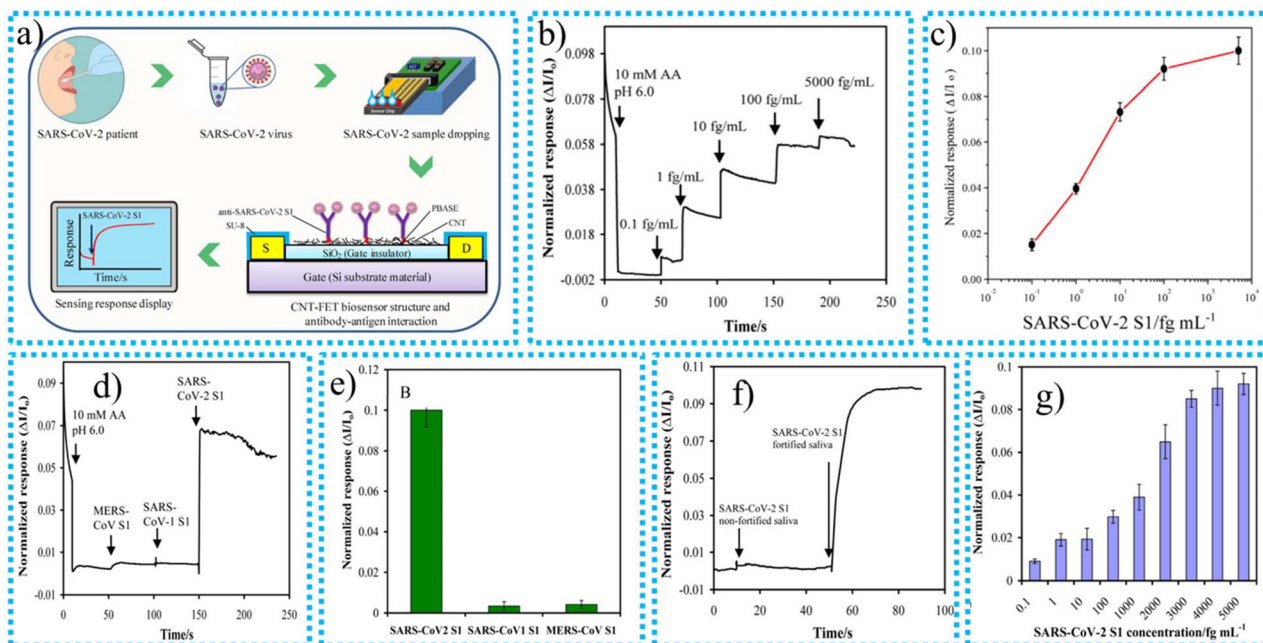 a)
SARS-CoV-2 patient
SARS-CoV-2 virus
SARS-CoV-2 sample dropping
Sensor Chip
anti-SARS-CoV-2 S1
SU-8
PBASE
CNT
S
D
SiO₂ (Gate insulator)
Gate (Si substrate material)
CNT-FET biosensor structure and
antibody-antigen interaction
SARS-CoV-2 S1
Response
Time/s
Sensing response display
b)
Normalized response (ΔI/I₀)
0.098
0.078
0.058
0.038
0.018
-0.002
10 mM AA
pH 6.0
0.1 fg/mL
1 fg/mL
10 fg/mL
100 fg/mL
5000 fg/mL
0 50 100 150 200 250
Time/s
c)
Normalized response (ΔI/I o)
0.10
0.08
0.06
0.04
0.02
0.00
10⁻² 10⁻¹ 10⁰ 10¹ 10² 10³ 10⁴
SARS-CoV-2 S1/fg mL⁻¹
d)
Normalized response (ΔI/I₀)
0.09
0.07
0.05
0.03
0.01
-0.01
10 mM AA
pH 6.0
MERS-
CoV S1
SARS-
CoV-1 S1
SARS-
CoV-2 S1
0 50 100 150 200 250
Time/s
e)
B
Normalized response (ΔI/I₀)
0.12
0.1
0.08
0.06
0.04
0.02
0
SARS-CoV2 S1 SARS-CoV1 S1 MERS-CoV S1
f)
Normalized response (ΔI/I₀)
0.11
0.09
0.07
0.05
0.03
0.01
-0.01
SARS-CoV-2 S1
non-fortified saliva
SARS-CoV-2 S1
fortified saliva
0 20 40 60 80 100
Time/s
g)
Normalized response (ΔI/I₀)
0.1
0.08
0.06
0.04
0.02
0
0.1 1 10 100 1000 2000 3000 4000 5000
SARS-CoV-2 S1 concentration/fg mL⁻¹